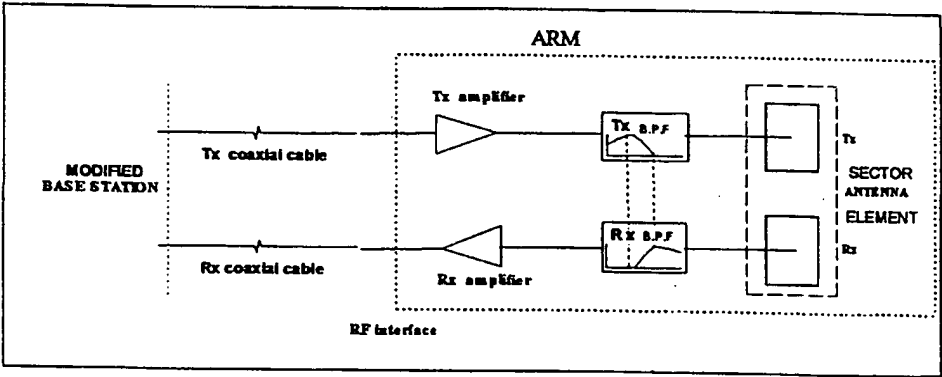 ARM
Tx amplifier
Tx B.P.F
Tx
Tx coaxial cable
MODIFIED
BASE STATION
SECTOR
ANTENNA
ELEMENT
Rx B.P.F
Rx
Rx coaxial cable
Rx amplifier
RF interface